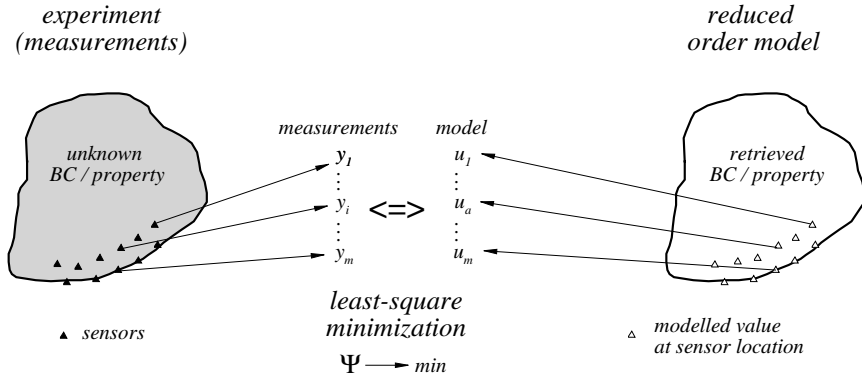 experiment
(measurements)
reduced
order model
measurements
model
unknown
BC / property
retrieved
BC / property
y1
u1
yi
<=>
ua
ym
um
least-square
minimization
sensors
modelled value
at sensor location
Ψ → min